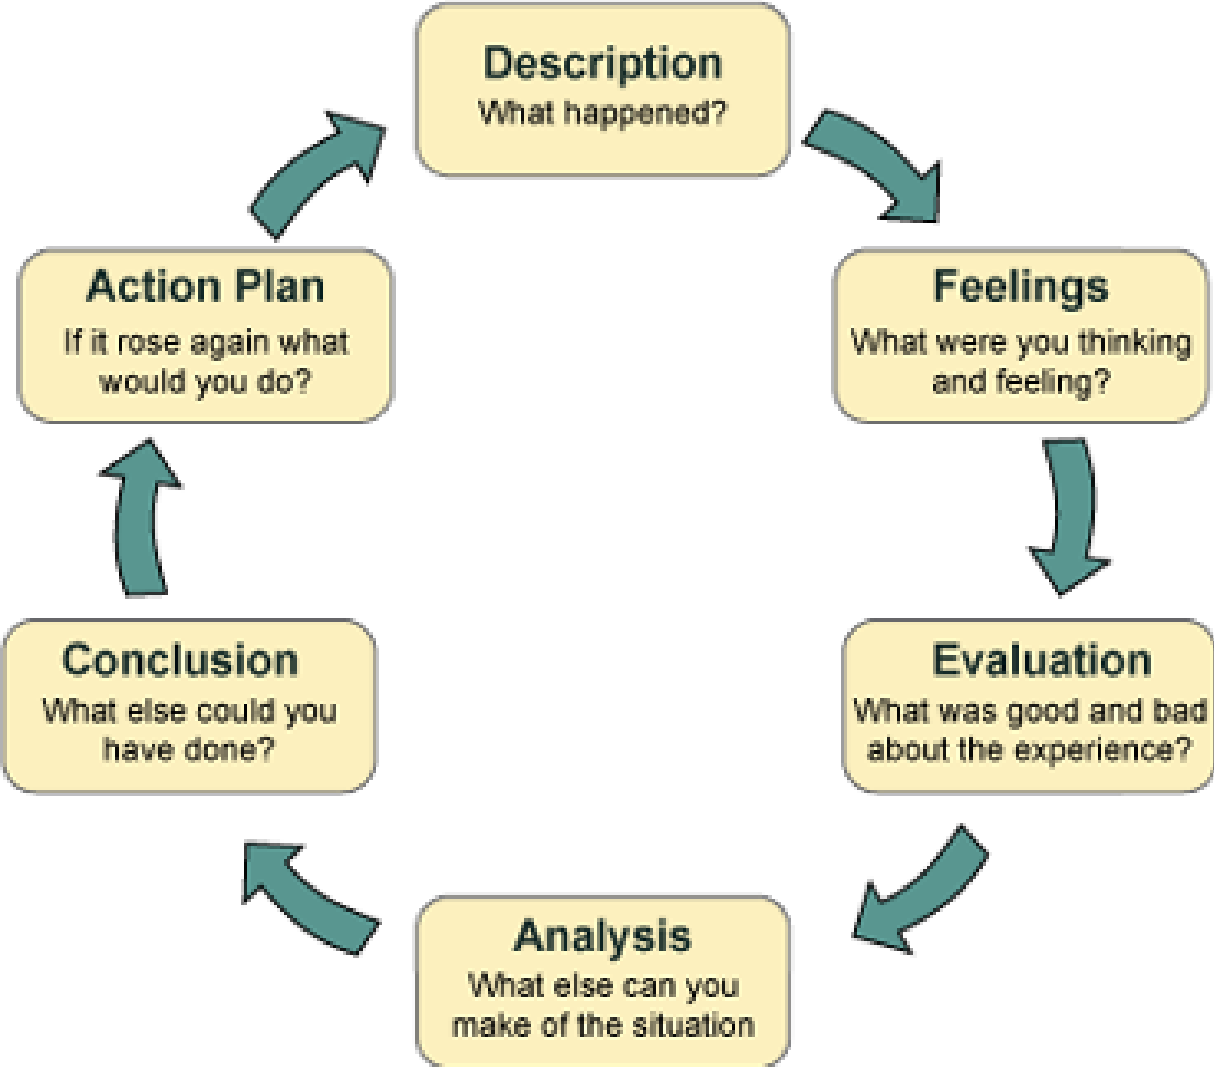 Description
What happened?
Feelings
What were you thinking
and feeling?
Evaluation
What was good and bad
about the experience?
Analysis
What else can you
make of the situation
Conclusion
What else could you
have done?
Action Plan
If it rose again what
would you do?